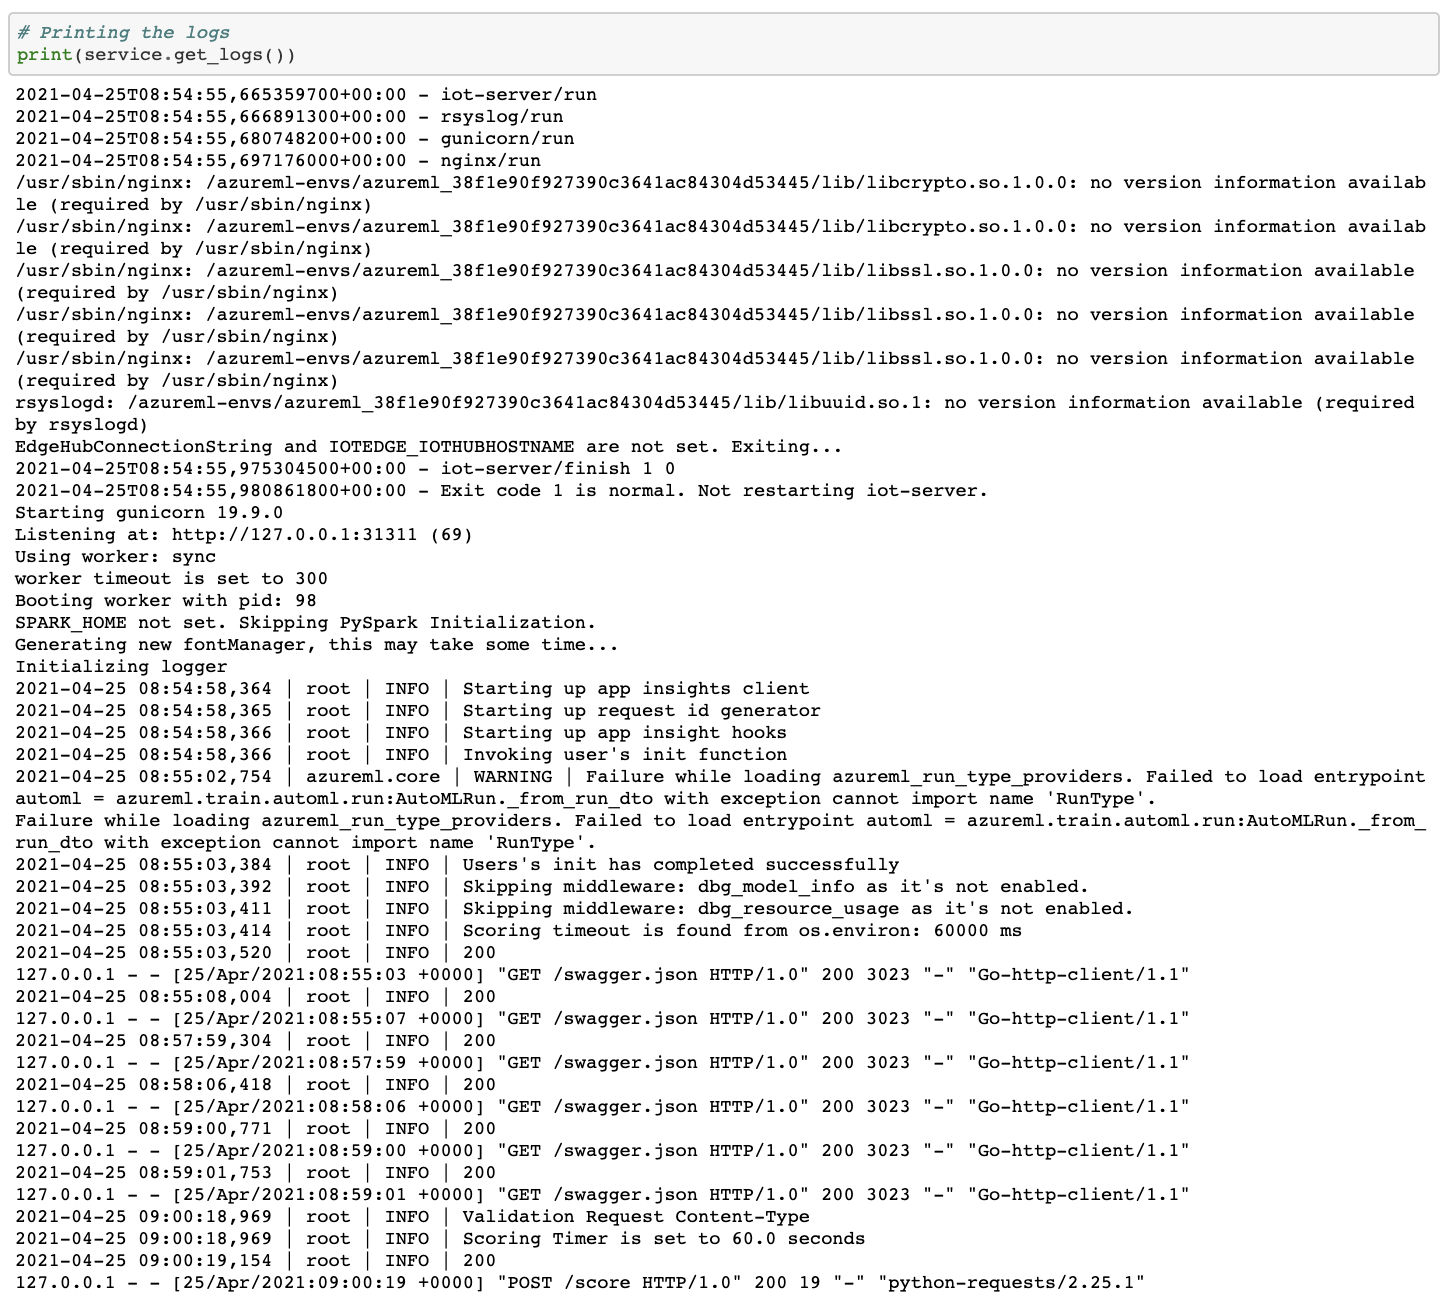 # Printing the logs
print(service.get_logs())
2021-04-25T08:54:55,665359700+00:00 - iot-server/run
2021-04-25T08:54:55,666891300+00:00 - rsyslog/run
2021-04-25T08:54:55,680748200+00:00 - gunicorn/run
2021-04-25T08:54:55,697176000+00:00 - nginx/run
/usr/sbin/nginx: /azureml-envs/azureml_38f1e90f927390c3641ac84304d53445/lib/libcrypto.so.1.0.0: no version information availab
le (required by /usr/sbin/nginx)
/usr/sbin/nginx: /azureml-envs/azureml_38f1e90f927390c3641ac84304d53445/lib/libcrypto.so.1.0.0: no version information availab
le (required by /usr/sbin/nginx)
/usr/sbin/nginx: /azureml-envs/azureml_38f1e90f927390c3641ac84304d53445/lib/libssl.so.1.0.0: no version information available
(required by /usr/sbin/nginx)
/usr/sbin/nginx: /azureml-envs/azureml_38f1e90f927390c3641ac84304d53445/lib/libssl.so.1.0.0: no version information available
(required by /usr/sbin/nginx)
/usr/sbin/nginx: /azureml-envs/azureml_38f1e90f927390c3641ac84304d53445/lib/libssl.so.1.0.0: no version information available
(required by /usr/sbin/nginx)
rsyslogd: /azureml-envs/azureml_38f1e90f927390c3641ac84304d53445/lib/libuuid.so.1: no version information available (required
by rsyslogd)
EdgeHubConnectionString and IOTEDGE_IOTHUBHOSTNAME are not set. Exiting...
2021-04-25T08:54:55,975304500+00:00 - iot-server/finish 1 0
2021-04-25T08:54:55,980861800+00:00 - Exit code 1 is normal. Not restarting iot-server.
Starting gunicorn 19.9.0
Listening at: http://127.0.0.1:31311 (69)
Using worker: sync
worker timeout is set to 300
Booting worker with pid: 98
SPARK_HOME not set. Skipping PySpark Initialization.
Generating new fontManager, this may take some time...
Initializing logger
2021-04-25 08:54:58,364 | root | INFO | Starting up app insights client
2021-04-25 08:54:58,365 | root | INFO | Starting up request id generator
2021-04-25 08:54:58,366 | root | INFO | Starting up app insight hooks
2021-04-25 08:54:58,366 | root | INFO | Invoking user's init function
2021-04-25 08:55:02,754 | azureml.core | WARNING | Failure while loading azureml_run_type_providers. Failed to load entrypoint
automl = azureml.train.automl.run:AutoMLRun._from_run_dto with exception cannot import name 'RunType'.
Failure while loading azureml_run_type_providers. Failed to load entrypoint automl = azureml.train.automl.run:AutoMLRun._from_
run_dto with exception cannot import name 'RunType'.
2021-04-25 08:55:03,384 | root | INFO | Users's init has completed successfully
2021-04-25 08:55:03,392 | root | INFO | Skipping middleware: dbg_model_info as it's not enabled.
2021-04-25 08:55:03,411 | root | INFO | Skipping middleware: dbg_resource_usage as it's not enabled.
2021-04-25 08:55:03,414 | root | INFO | Scoring timeout is found from os.environ: 60000 ms
2021-04-25 08:55:03,520 | root | INFO | 200
127.0.0.1 - - [25/Apr/2021:08:55:03 +0000] "GET /swagger.json HTTP/1.0" 200 3023 "-" "Go-http-client/1.1"
2021-04-25 08:55:08,004 | root | INFO | 200
127.0.0.1 - - [25/Apr/2021:08:55:07 +0000] "GET /swagger.json HTTP/1.0" 200 3023 "-" "Go-http-client/1.1"
2021-04-25 08:57:59,304 | root | INFO | 200
127.0.0.1 - - [25/Apr/2021:08:57:59 +0000] "GET /swagger.json HTTP/1.0" 200 3023 "-" "Go-http-client/1.1"
2021-04-25 08:58:06,418 | root | INFO | 200
127.0.0.1 - - [25/Apr/2021:08:58:06 +0000] "GET /swagger.json HTTP/1.0" 200 3023 "-" "Go-http-client/1.1"
2021-04-25 08:59:00,771 | root | INFO | 200
127.0.0.1 - - [25/Apr/2021:08:59:00 +0000] "GET /swagger.json HTTP/1.0" 200 3023 "-" "Go-http-client/1.1"
2021-04-25 08:59:01,753 | root | INFO | 200
127.0.0.1 - - [25/Apr/2021:08:59:01 +0000] "GET /swagger.json HTTP/1.0" 200 3023 "-" "Go-http-client/1.1"
2021-04-25 09:00:18,969 | root | INFO | Validation Request Content-Type
2021-04-25 09:00:18,969 | root | INFO | Scoring Timer is set to 60.0 seconds
2021-04-25 09:00:19,154 | root | INFO | 200
127.0.0.1 - - [25/Apr/2021:09:00:19 +0000] "POST /score HTTP/1.0" 200 19 "-" "python-requests/2.25.1"